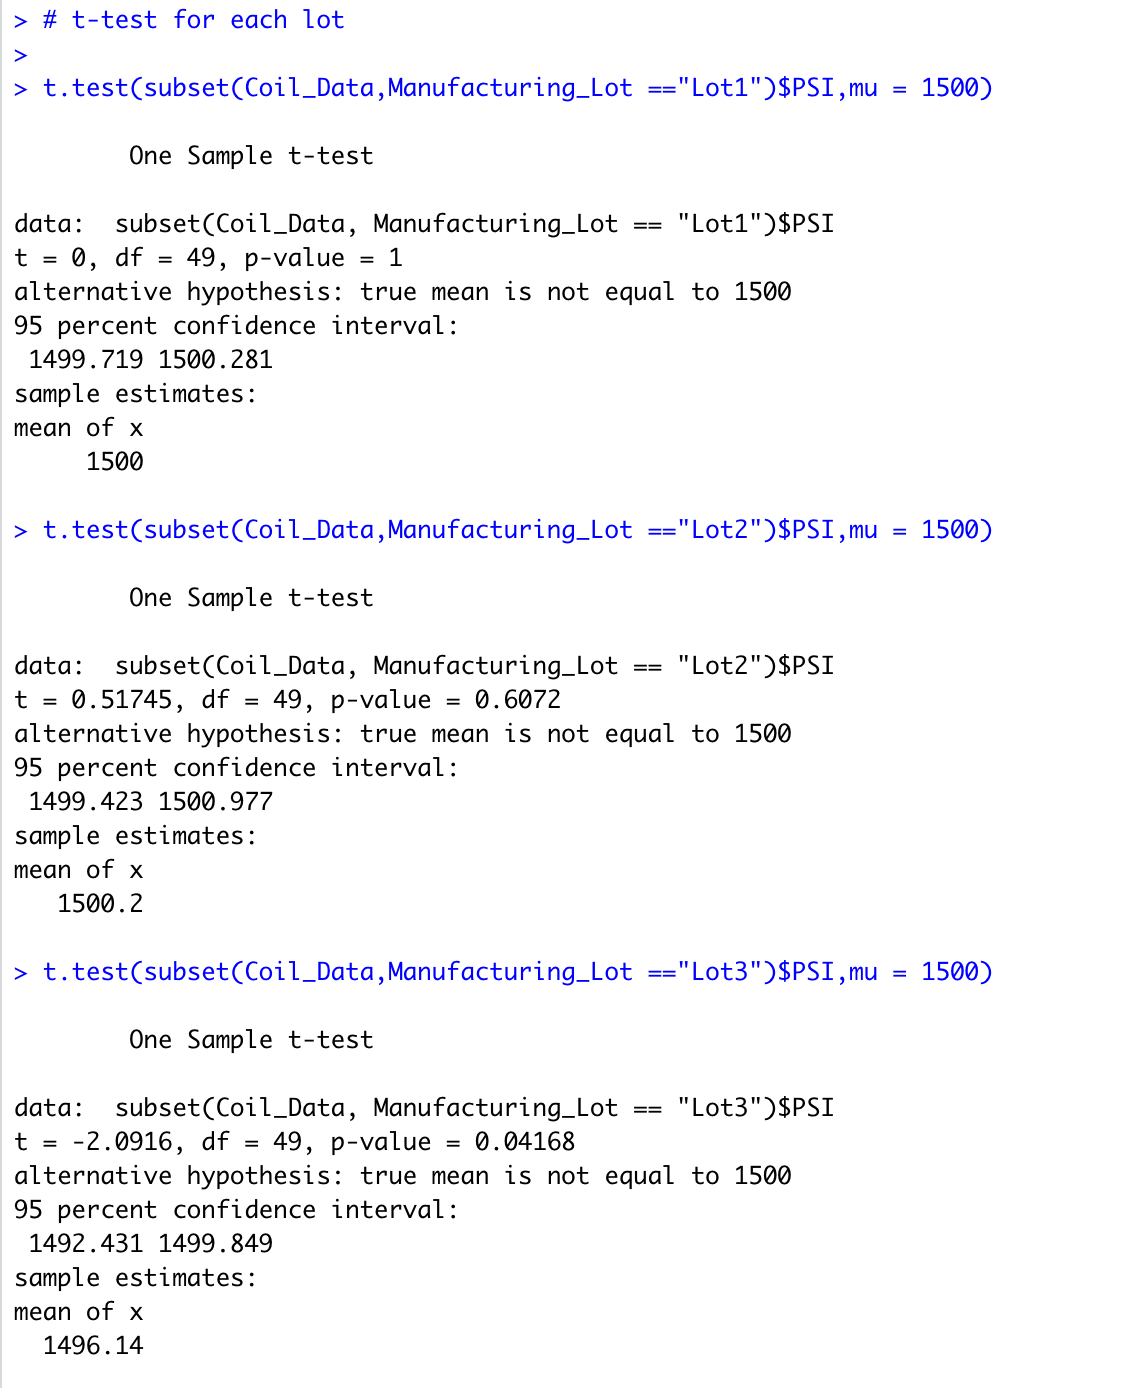 > # t-test for each lot
>
> t.test(subset(Coil_Data,Manufacturing_Lot =="Lot1")$PSI,mu = 1500)
One Sample t-test
data:  subset(Coil_Data, Manufacturing_Lot == "Lot1")$PSI
t = 0, df = 49, p-value = 1
alternative hypothesis: true mean is not equal to 1500
95 percent confidence interval:
1499.719 1500.281
sample estimates:
mean of x
1500
> t.test(subset(Coil_Data,Manufacturing_Lot =="Lot2")$PSI,mu = 1500)
One Sample t-test
data:  subset(Coil_Data, Manufacturing_Lot == "Lot2")$PSI
t = 0.51745, df = 49, p-value = 0.6072
alternative hypothesis: true mean is not equal to 1500
95 percent confidence interval:
1499.423 1500.977
sample estimates:
mean of x
1500.2
> t.test(subset(Coil_Data,Manufacturing_Lot =="Lot3")$PSI,mu = 1500)
One Sample t-test
data:  subset(Coil_Data, Manufacturing_Lot == "Lot3")$PSI
t = -2.0916, df = 49, p-value = 0.04168
alternative hypothesis: true mean is not equal to 1500
95 percent confidence interval:
1492.431 1499.849
sample estimates:
mean of x
1496.14